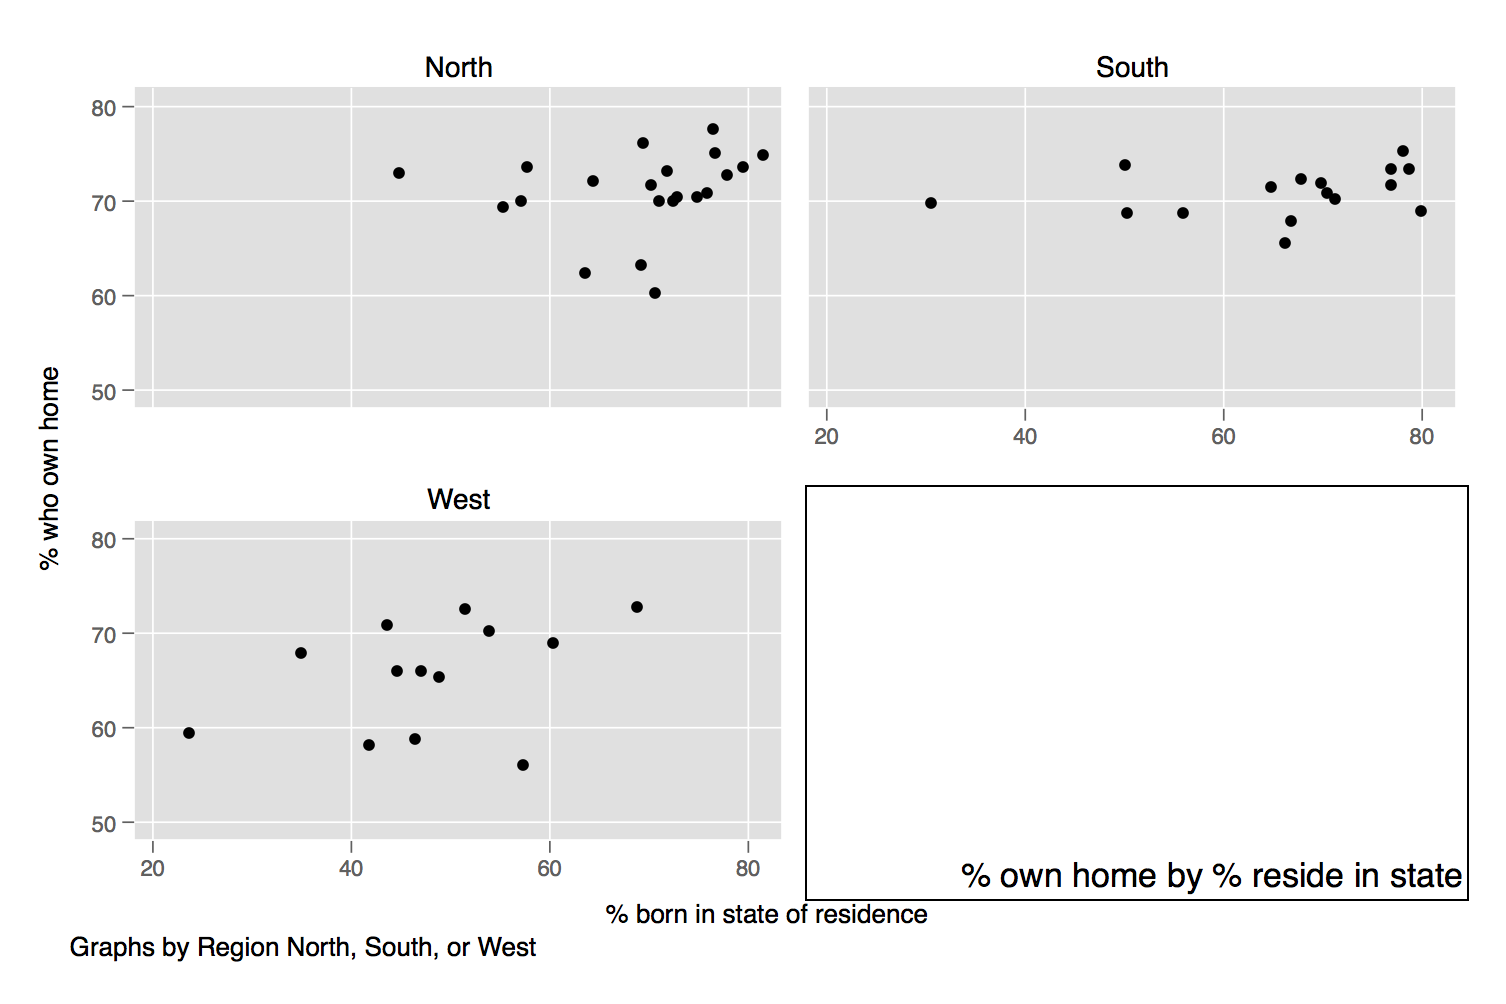 North
South
80
70
60
50
20 40 60 80
% who own home
West
80
70
60
50
20 40 60 80
% own home by % reside in state
% born in state of residence
Graphs by Region North, South, or West